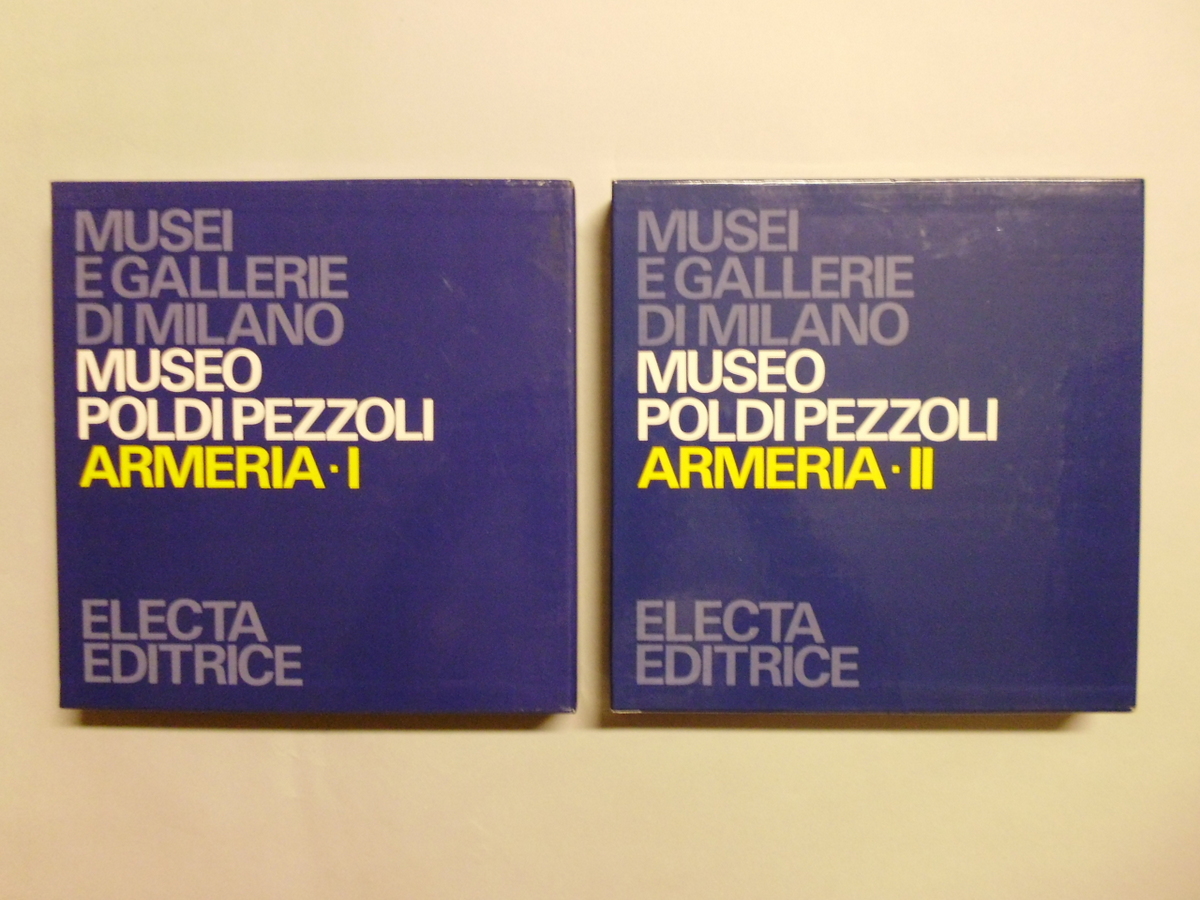 MUSEI
E GALLERIE
DI MILANO
MUSEO
POLDI PEZZOLI
ARMERIA · I
ELECTA
EDITRICE
MUSEI
E GALLERIE
DI MILANO
MUSEO
POLDI PEZZOLI
ARMERIA · II
ELECTA
EDITRICE